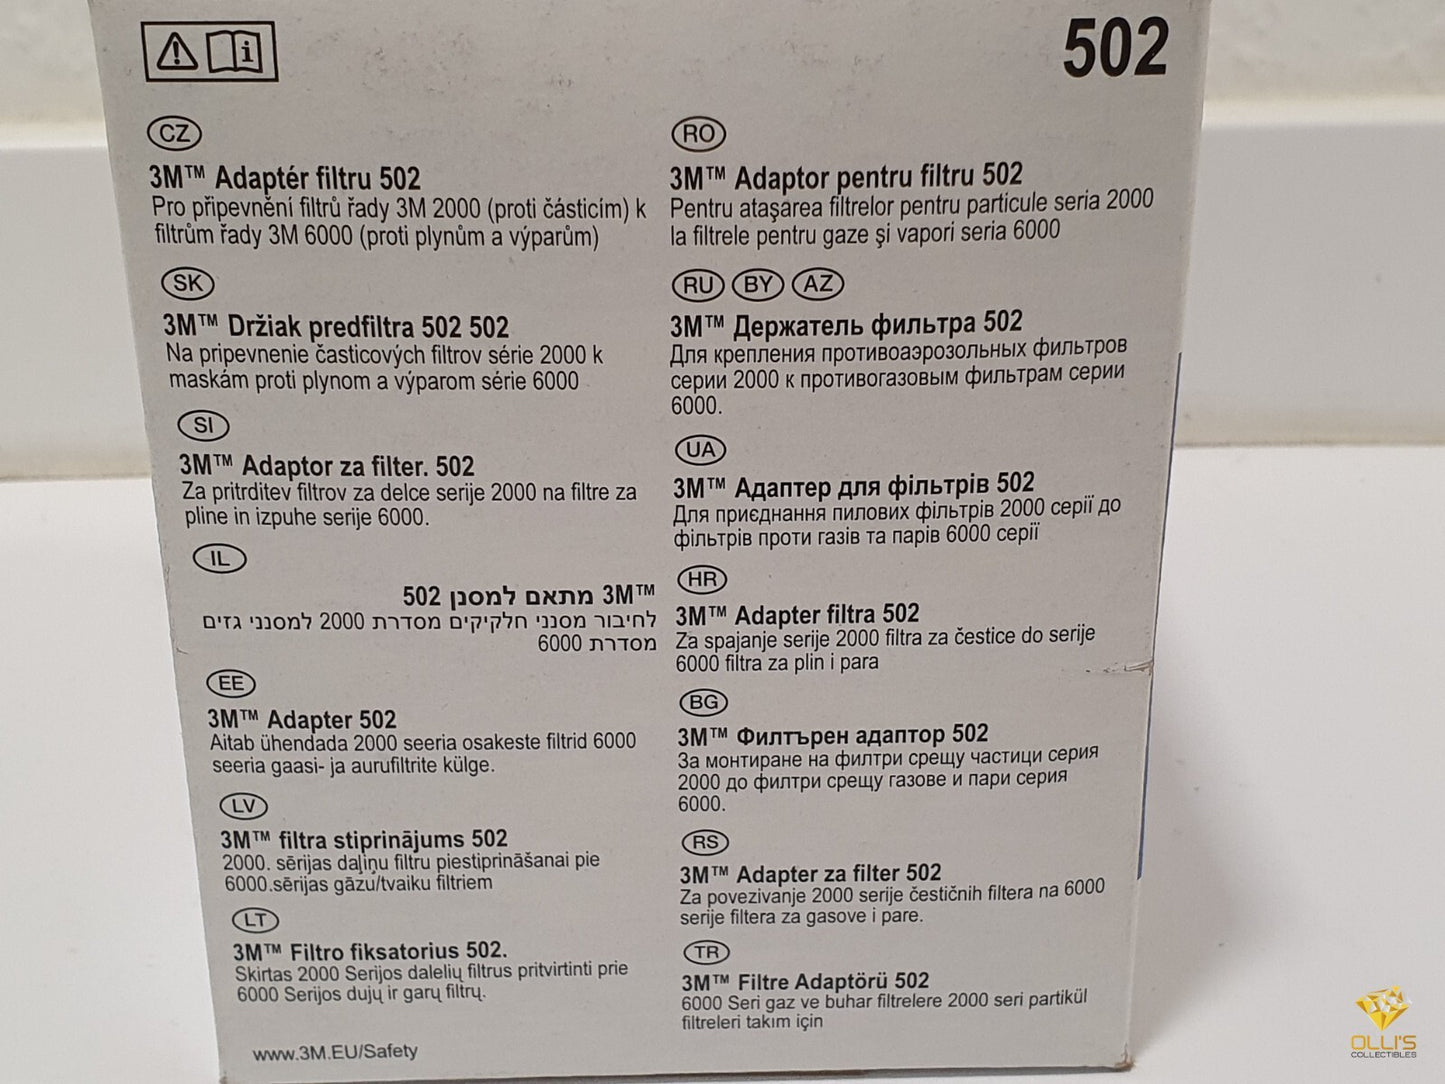 502
CZ
3M™ Adaptér filtru 502
Pro připevnění filtrů řady 3M 2000 (proti částicím) k
filtrům řady 3M 6000 (proti plynům a výparům)
SK
3M™ Držiak predfiltra 502 502
Na pripevnenie časticových filtrov série 2000 k
maskám proti plynom a výparom série 6000
SI
3M™ Adaptor za filter. 502
Za pritrditev filtrov za delce serije 2000 na filtre za
pline in izpuhe serije 6000.
IL
3M™ מתאם למסנן 502
לחיבור מסנני חלקיקים מסדרת 2000 למסנני גזים
מסדרת 6000
EE
3M™ Adapter 502
Aitab ühendada 2000 seeria osakeste filtrid 6000
seeria gaasi- ja aurufiltrite külge.
LV
3M™ filtra stiprinājums 502
2000. sērijas daļiņu filtru piestiprināšanai pie
6000.sērijas gāzu/tvaiku filtriem
LT
3M™ Filtro fiksatorius 502.
Skirtas 2000 Serijos dalelių filtrus pritvirtinti prie
6000 Serijos dujų ir garų filtrų.
www.3M.EU/Safety
RO
3M™ Adaptor pentru filtru 502
Pentru ataşarea filtrelor pentru particule seria 2000
la filtrele pentru gaze şi vapori seria 6000
RU BY AZ
3M™ Держатель фильтра 502
Для крепления противоаэрозольных фильтров
серии 2000 к противогазовым фильтрам серии
6000.
UA
3M™ Адаптер для фільтрів 502
Для приєднання пилових фільтрів 2000 серії до
фільтрів проти газів та парів 6000 серії
HR
3M™ Adapter filtra 502
Za spajanje serije 2000 filtra za čestice do serije
6000 filtra za plin i para
BG
3M™ Филтърен адаптор 502
За монтиране на филтри срещу частици серия
2000 до филтри срещу газове и пари серия
6000.
RS
3M™ Adapter za filter 502
Za povezivanje 2000 serije čestičnih filtera na 6000
serije filtera za gasove i pare.
TR
3M™ Filtre Adaptörü 502
6000 Seri gaz ve buhar filtrelere 2000 seri partikül
filtreleri takım için
OLLI'S
COLLECTIBLES